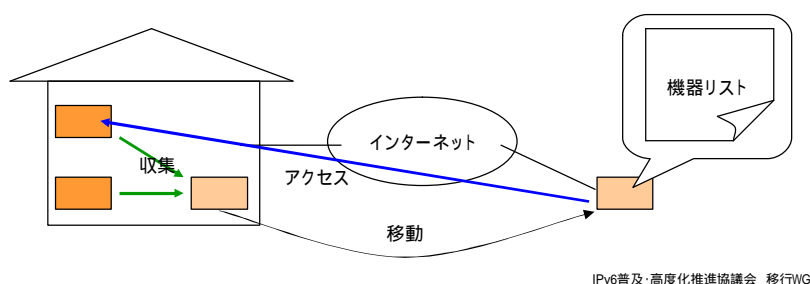 機器リスト
インターネット
収集
アクセス
移動
IPv6普及・高度化推進協議会 移行WG